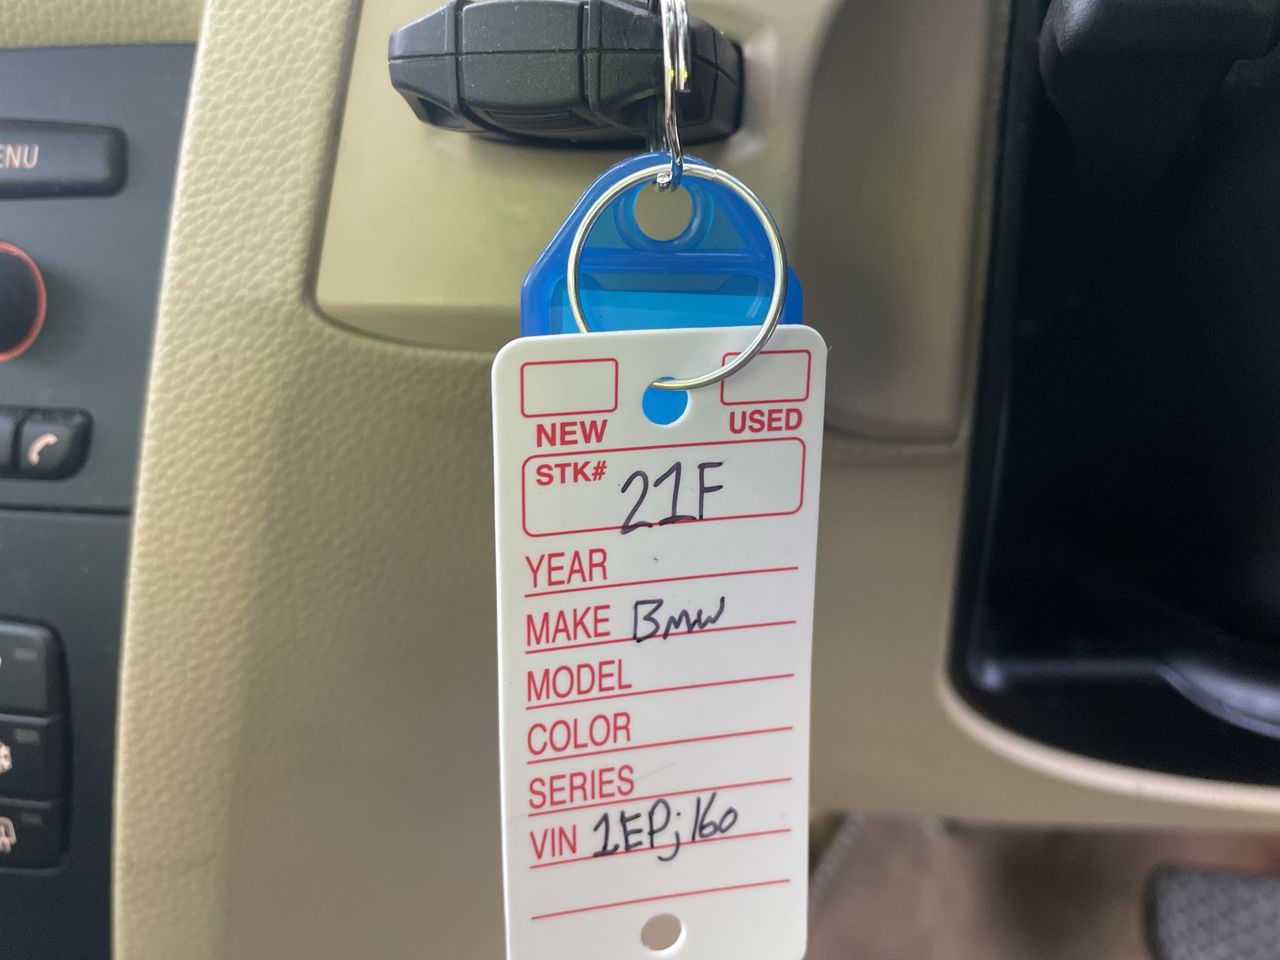 ENU
NEW USED
STK# 21F
YEAR
MAKE Bmw
MODEL
COLOR
SERIES
VIN 1EPj160